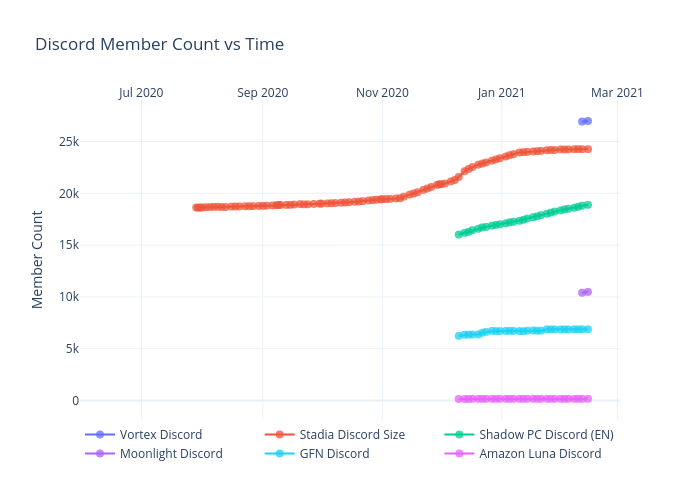 Discord Member Count vs Time
Jul 2020 Sep 2020 Nov 2020 Jan 2021 Mar 2021
25k
20k
15k
10k
5k
0
Member Count
Vortex Discord Stadia Discord Size Shadow PC Discord (EN)
Moonlight Discord GFN Discord Amazon Luna Discord